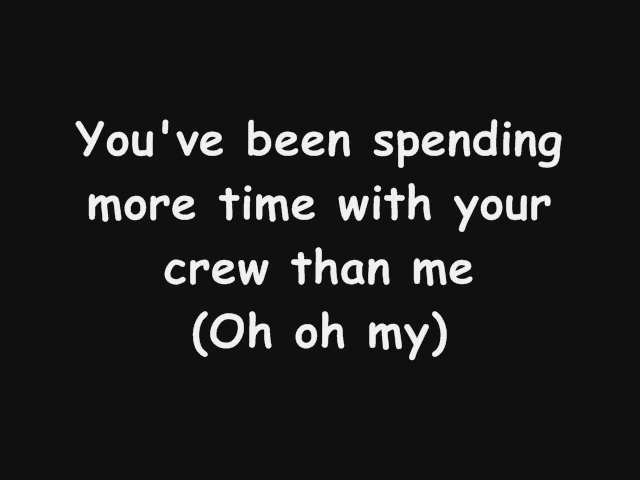 You've been spending
more time with your
crew than me
(Oh oh my)